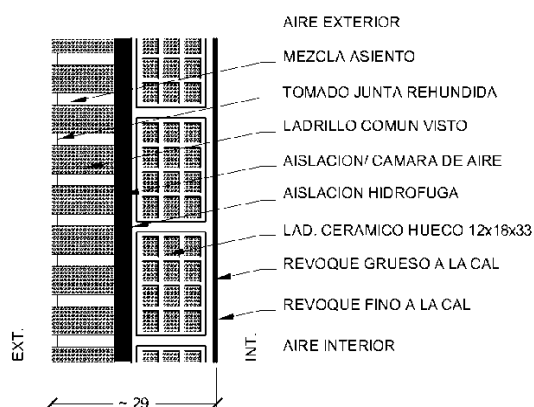 AIRE EXTERIOR
MEZCLA ASIENTO
TOMADO JUNTA REHUNDIDA
LADRILLO COMUN VISTO
AISLACION/ CAMARA DE AIRE
AISLACION HIDROFUGA
LAD. CERAMICO HUECO 12x18x33
REVOQUE GRUESO A LA CAL
REVOQUE FINO A LA CAL
EXT.
INT.
AIRE INTERIOR
~ 29